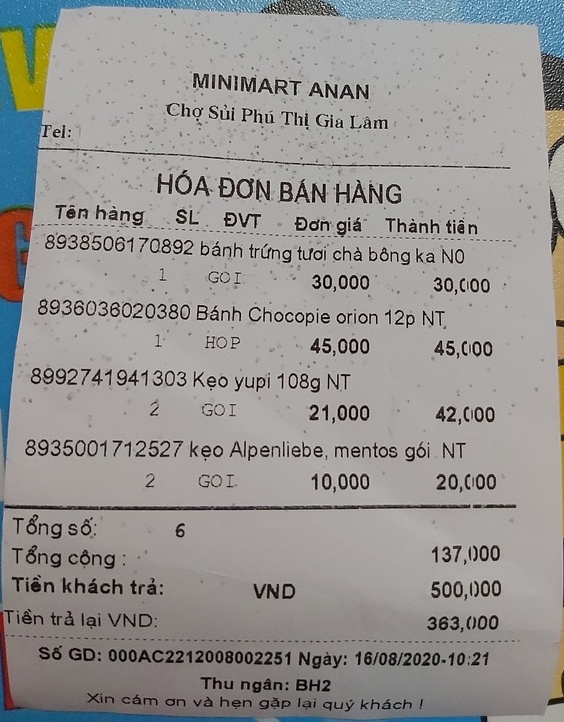 MINIMART ANAN
Chợ Sủi Phú Thị Gia Lâm
Tel:
HÓA ĐƠN BÁN HÀNG
Tên hàng SL ĐVT Đơn giá Thành tiền
8938506170892 bánh trứng tươi chà bông ka N0
1 GOI 30,000 30,000
8936036020380 Bánh Chocopie orion 12p NT
1 HOP 45,000 45,000
8992741941303 Kẹo yupi 108g NT
2 GOI 21,000 42,000
8935001712527 kẹo Alpenliebe, mentos gói NT
2 GOI 10,000 20,000
Tổng số: 6
Tổng cộng : 137,000
Tiền khách trả: VND 500,000
Tiền trả lại VND: 363,000
Số GD: 000AC2212008002251 Ngày: 16/08/2020-10:21
Thu ngân: BH2
Xin cám ơn và hẹn gặp lại quý khách !